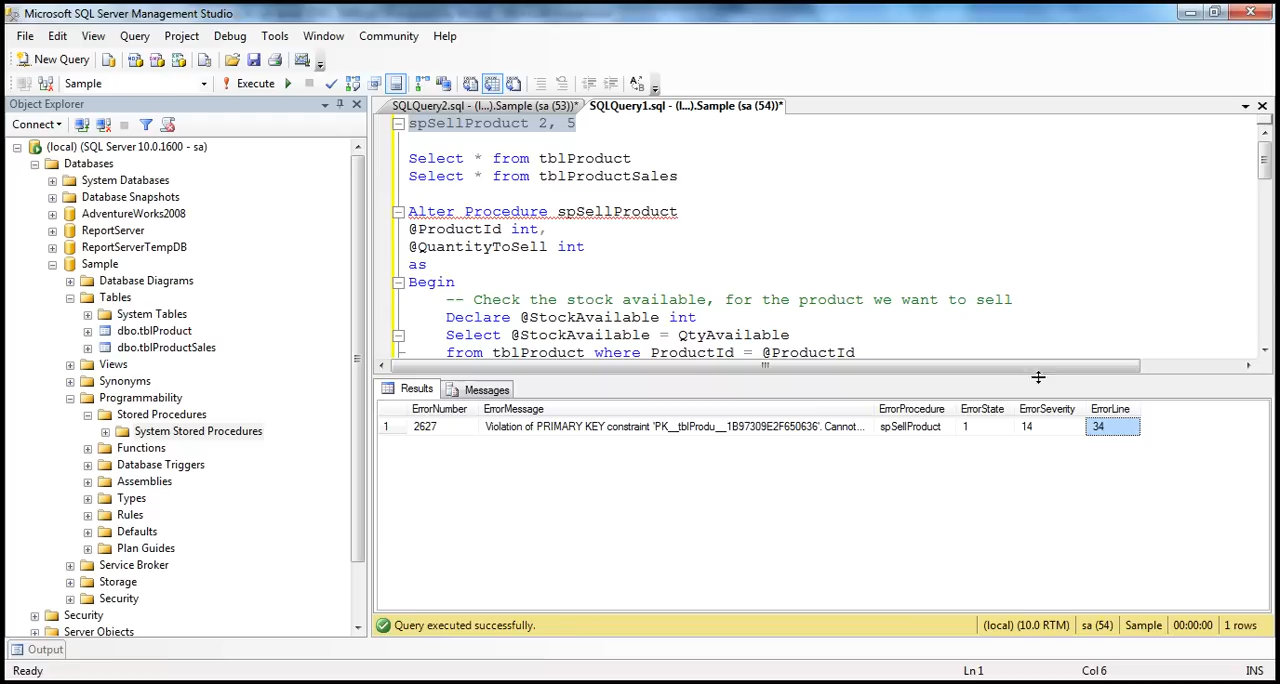 Microsoft SQL Server Management Studio
File Edit View Query Project Debug Tools Window Community Help
New Query
Sample Execute
Object Explorer
SQLQuery2.sql - (l...).Sample (sa (53))* SQLQuery1.sql - (l...).Sample (sa (54))*
Connect
(local) (SQL Server 10.0.1600 - sa)
Databases
System Databases
Database Snapshots
AdventureWorks2008
ReportServer
ReportServerTempDB
Sample
Database Diagrams
Tables
System Tables
dbo.tblProduct
dbo.tblProductSales
Views
Synonyms
Programmability
Stored Procedures
System Stored Procedures
Functions
Database Triggers
Assemblies
Types
Rules
Defaults
Plan Guides
Service Broker
Storage
Security
Security
Server Objects
spSellProduct 2, 5
Select * from tblProduct
Select * from tblProductSales
Alter Procedure spSellProduct
@ProductId int,
@QuantityToSell int
as
Begin
-- Check the stock available, for the product we want to sell
Declare @StockAvailable int
Select @StockAvailable = QtyAvailable
from tblProduct where ProductId = @ProductId
Results Messages
ErrorNumber ErrorMessage ErrorProcedure ErrorState ErrorSeverity ErrorLine
1 2627 Violation of PRIMARY KEY constraint 'PK__tblProdu__1B97309E2F650636'. Cannot... spSellProduct 1 14 34
Query executed successfully. (local) (10.0 RTM) sa (54) Sample 00:00:00 1 rows
Output
Ready Ln 1 Col 6 INS